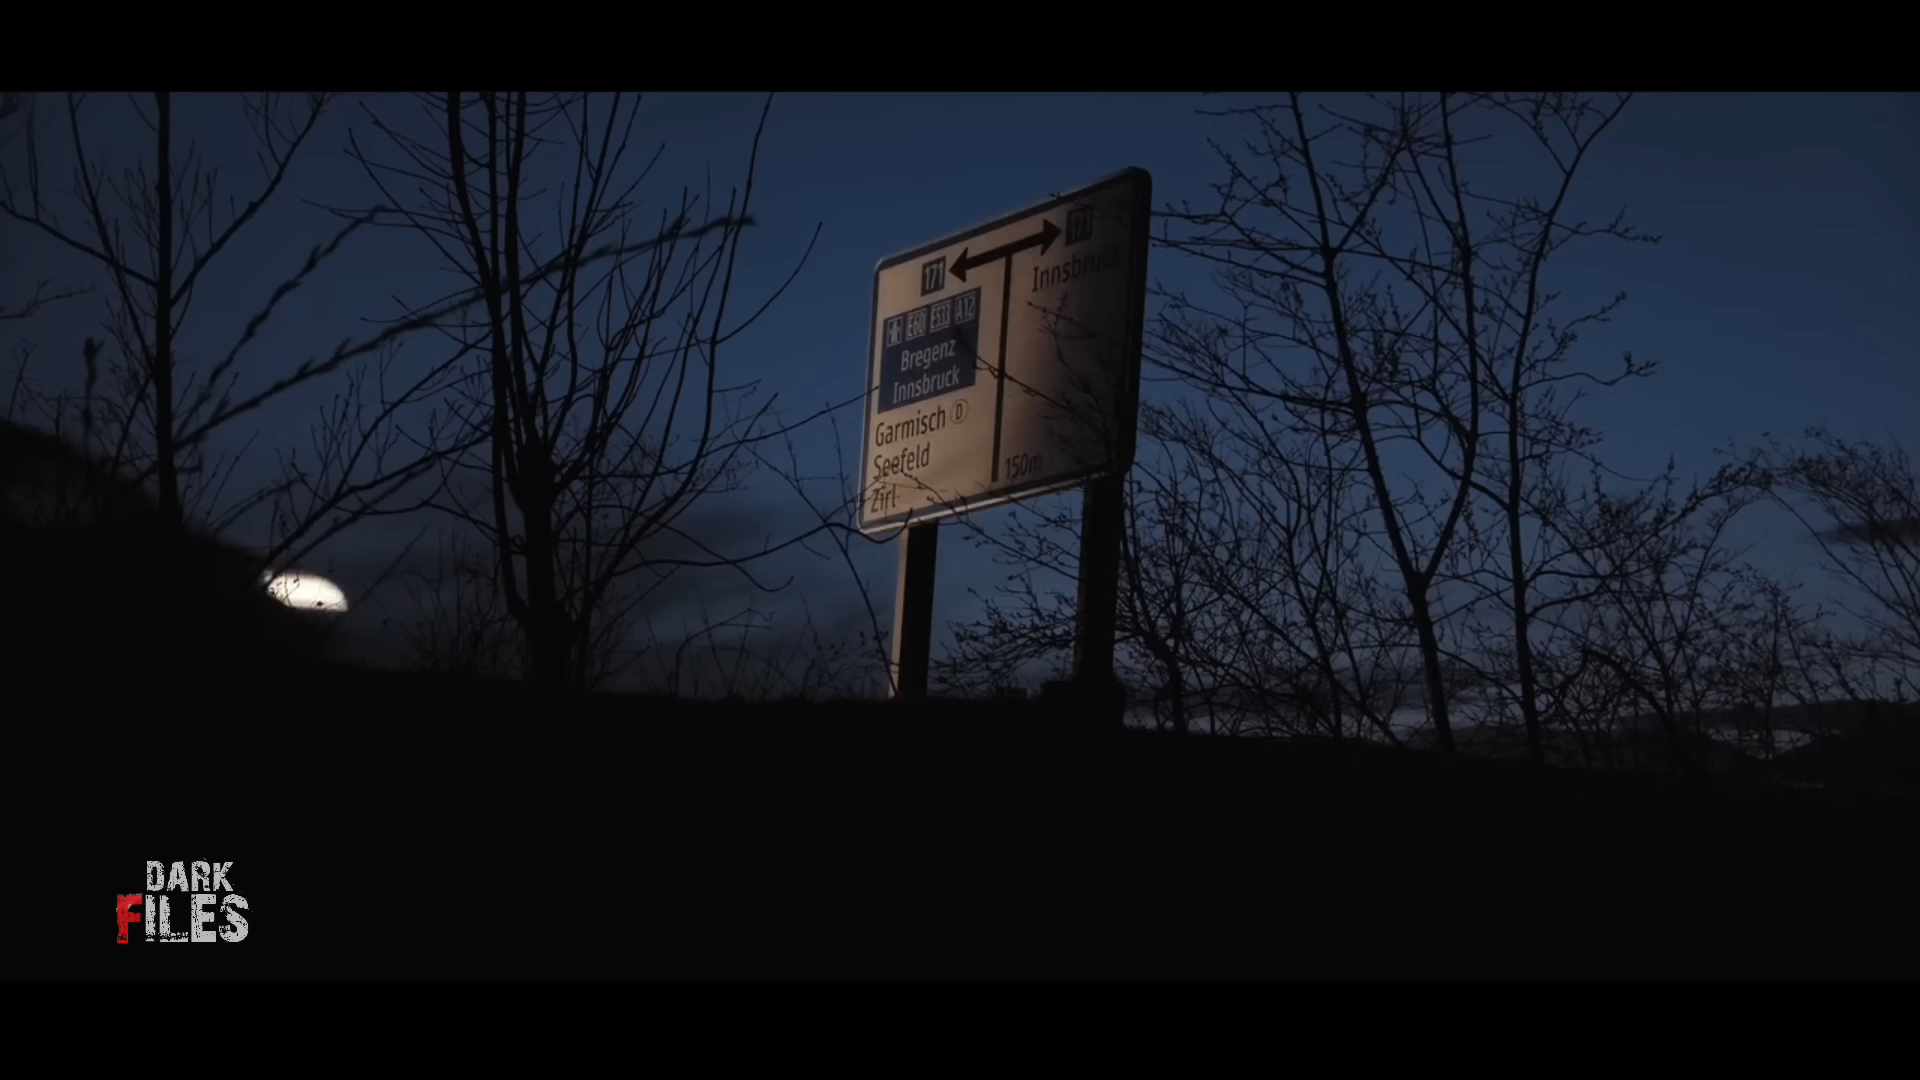 171
171
Innsbruck
E60 E533 A12
Bregenz
Innsbruck
Garmisch D
Seefeld
Zirl
150m
DARK
FILES